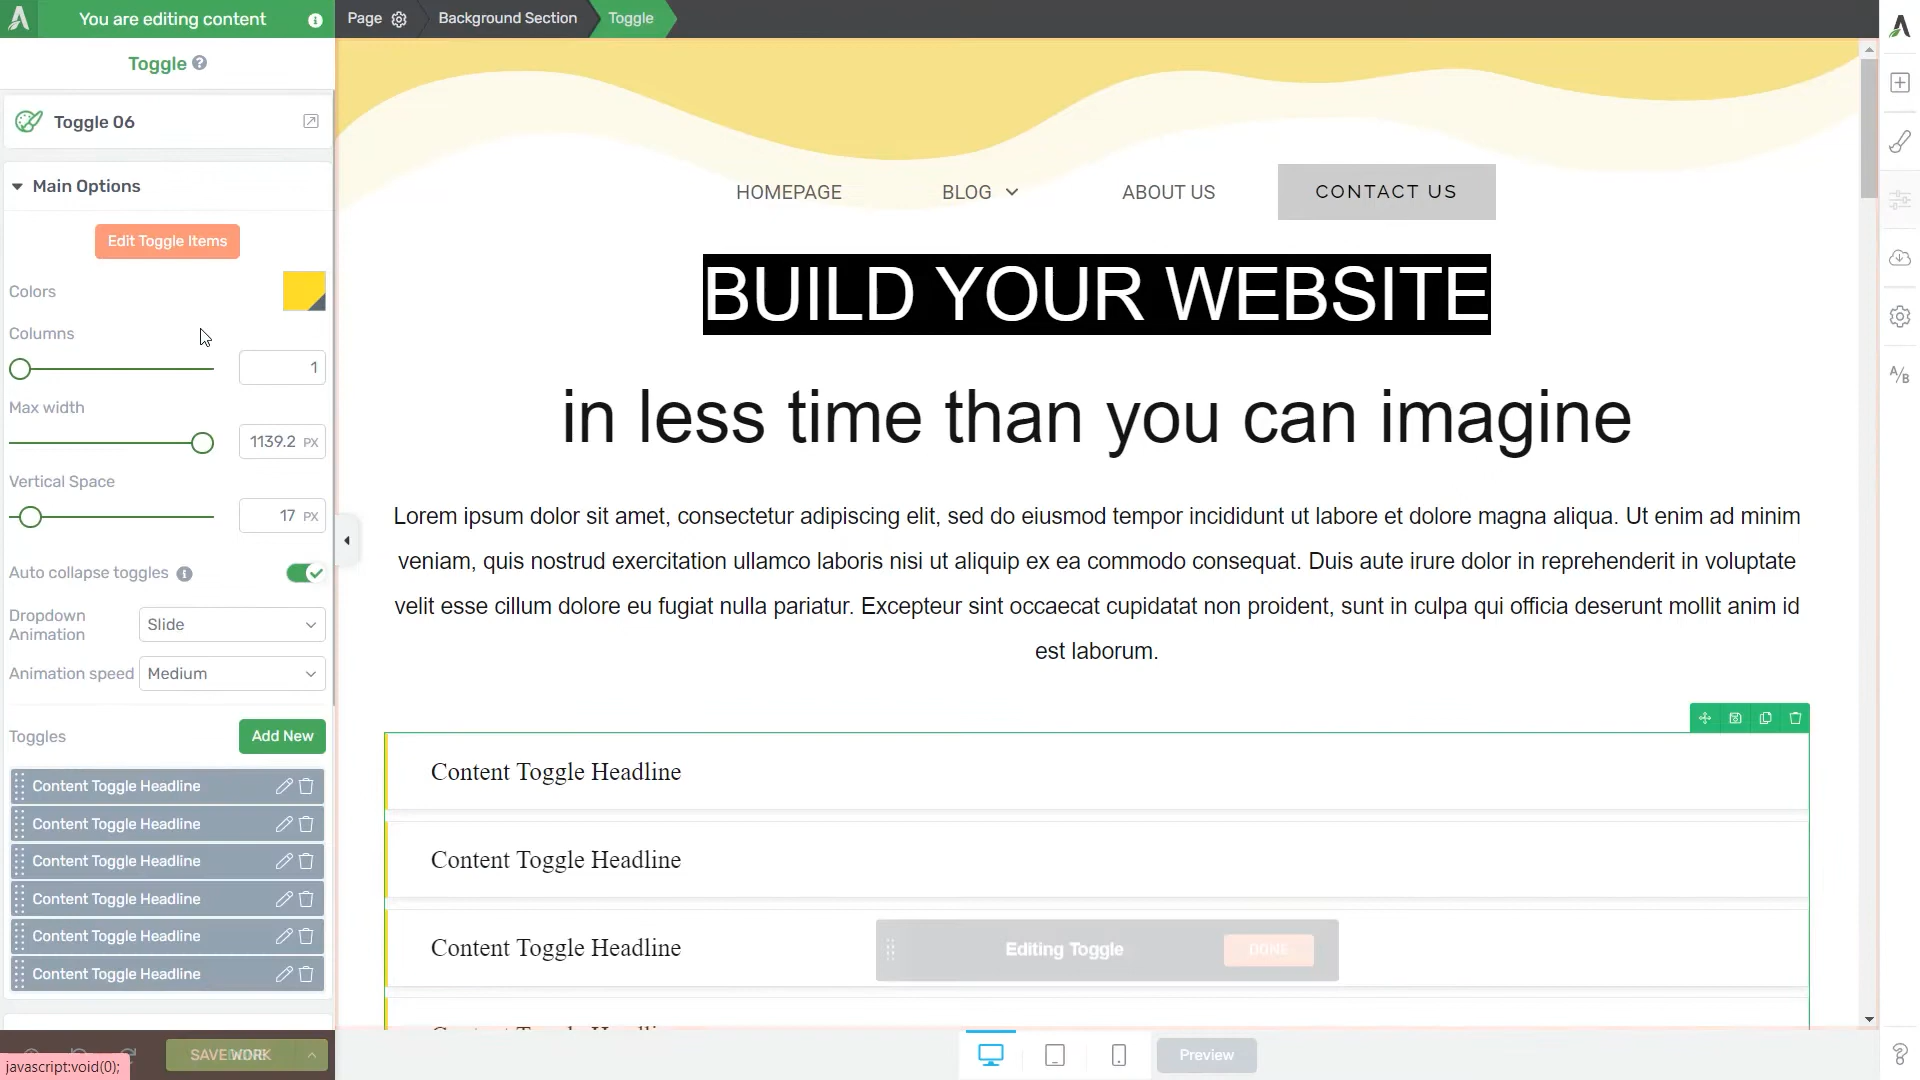 You are editing content
Page
Background Section
Toggle
Toggle
Toggle 06
Main Options
Edit Toggle Items
Colors
Columns
1
Max width
1139.2 PX
Vertical Space
17 PX
Auto collapse toggles
Dropdown Animation
Slide
Animation speed
Medium
Toggles
Add New
Content Toggle Headline
Content Toggle Headline
Content Toggle Headline
Content Toggle Headline
Content Toggle Headline
Content Toggle Headline
SAVE WORK
javascript:void(0);
HOMEPAGE
BLOG
ABOUT US
CONTACT US
BUILD YOUR WEBSITE
in less time than you can imagine
Lorem ipsum dolor sit amet, consectetur adipiscing elit, sed do eiusmod tempor incididunt ut labore et dolore magna aliqua. Ut enim ad minim
veniam, quis nostrud exercitation ullamco laboris nisi ut aliquip ex ea commodo consequat. Duis aute irure dolor in reprehenderit in voluptate
velit esse cillum dolore eu fugiat nulla pariatur. Excepteur sint occaecat cupidatat non proident, sunt in culpa qui officia deserunt mollit anim id
est laborum.
Content Toggle Headline
Content Toggle Headline
Content Toggle Headline
Editing Toggle
DONE
Preview
A/B